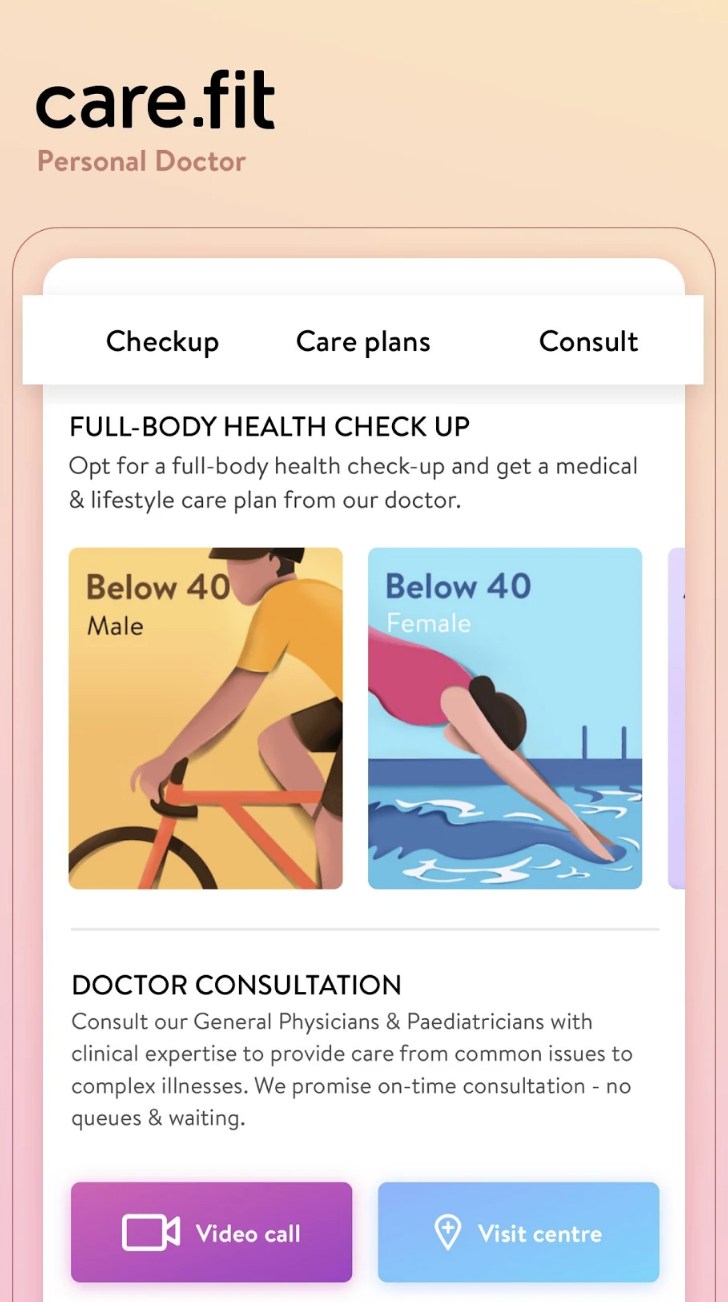 care.fit
Personal Doctor
Checkup Care plans Consult
FULL-BODY HEALTH CHECK UP
Opt for a full-body health check-up and get a medical
& lifestyle care plan from our doctor.
Below 40 Below 40
Male Female
DOCTOR CONSULTATION
Consult our General Physicians & Paediatricians with
clinical expertise to provide care from common issues to
complex illnesses. We promise on-time consultation - no
queues & waiting.
Video call Visit centre